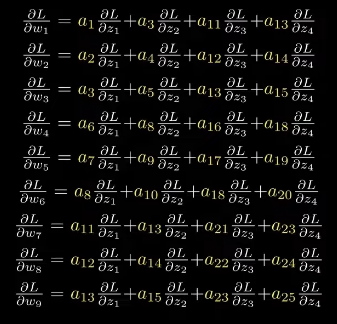 ∂L/∂w₁ = a₁ ∂L/∂z₁ + a₃ ∂L/∂z₂ + a₁₁ ∂L/∂z₃ + a₁₃ ∂L/∂z₄
∂L/∂w₂ = a₂ ∂L/∂z₁ + a₄ ∂L/∂z₂ + a₁₂ ∂L/∂z₃ + a₁₄ ∂L/∂z₄
∂L/∂w₃ = a₃ ∂L/∂z₁ + a₅ ∂L/∂z₂ + a₁₃ ∂L/∂z₃ + a₁₅ ∂L/∂z₄
∂L/∂w₄ = a₆ ∂L/∂z₁ + a₈ ∂L/∂z₂ + a₁₆ ∂L/∂z₃ + a₁₈ ∂L/∂z₄
∂L/∂w₅ = a₇ ∂L/∂z₁ + a₉ ∂L/∂z₂ + a₁₇ ∂L/∂z₃ + a₁₉ ∂L/∂z₄
∂L/∂w₆ = a₈ ∂L/∂z₁ + a₁₀ ∂L/∂z₂ + a₁₈ ∂L/∂z₃ + a₂₀ ∂L/∂z₄
∂L/∂w₇ = a₁₁ ∂L/∂z₁ + a₁₃ ∂L/∂z₂ + a₂₁ ∂L/∂z₃ + a₂₃ ∂L/∂z₄
∂L/∂w₈ = a₁₂ ∂L/∂z₁ + a₁₄ ∂L/∂z₂ + a₂₂ ∂L/∂z₃ + a₂₄ ∂L/∂z₄
∂L/∂w₉ = a₁₃ ∂L/∂z₁ + a₁₅ ∂L/∂z₂ + a₂₃ ∂L/∂z₃ + a₂₅ ∂L/∂z₄